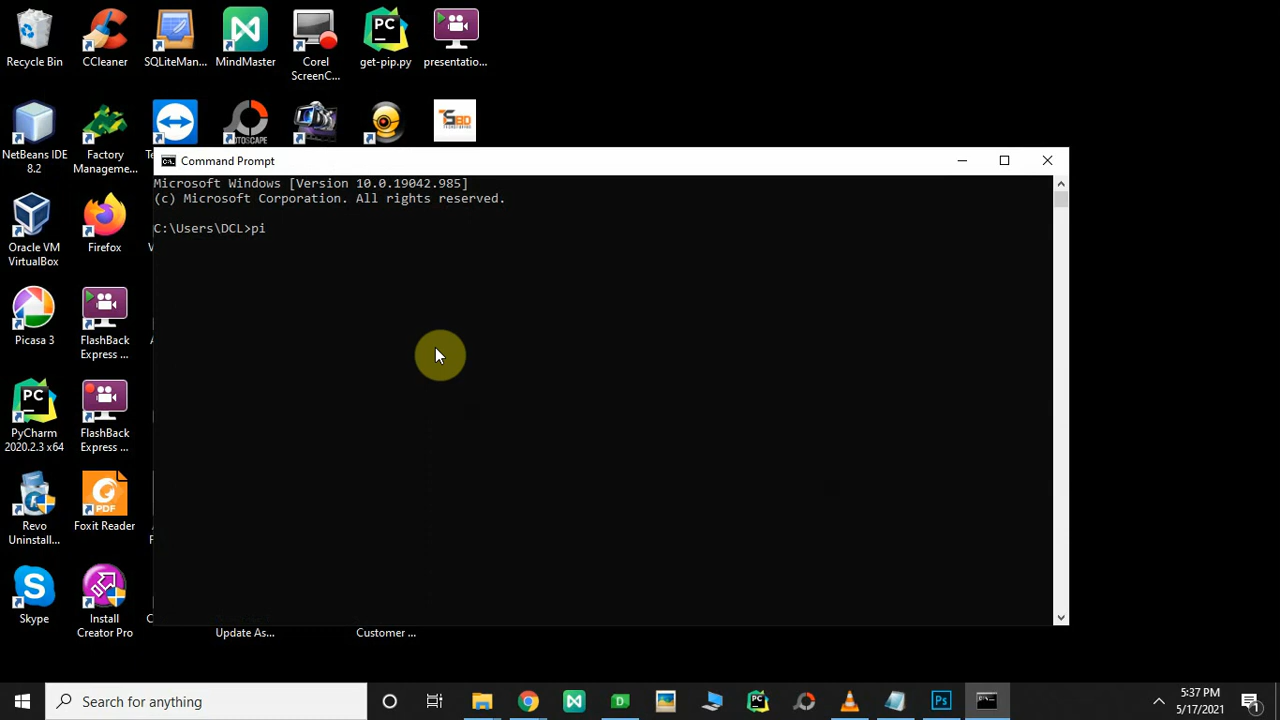 Recycle Bin
CCleaner
SQLiteMan...
MindMaster
Corel
ScreenC...
get-pip.py
presentatio...
NetBeans IDE
8.2
Factory
Manageme...
Te
OTOSCAPE
Command Prompt
Microsoft Windows [Version 10.0.19042.985]
(c) Microsoft Corporation. All rights reserved.
C:\Users\DCL>pi
Oracle VM
VirtualBox
Firefox
V
Picasa 3
FlashBack
Express ...
A
PyCharm
2020.2.3 x64
FlashBack
Express ...
Revo
Uninstall...
Foxit Reader
A
F
Skype
Install
Creator Pro
C
Update As...
Customer ...
Search for anything
5:37 PM
5/17/2021